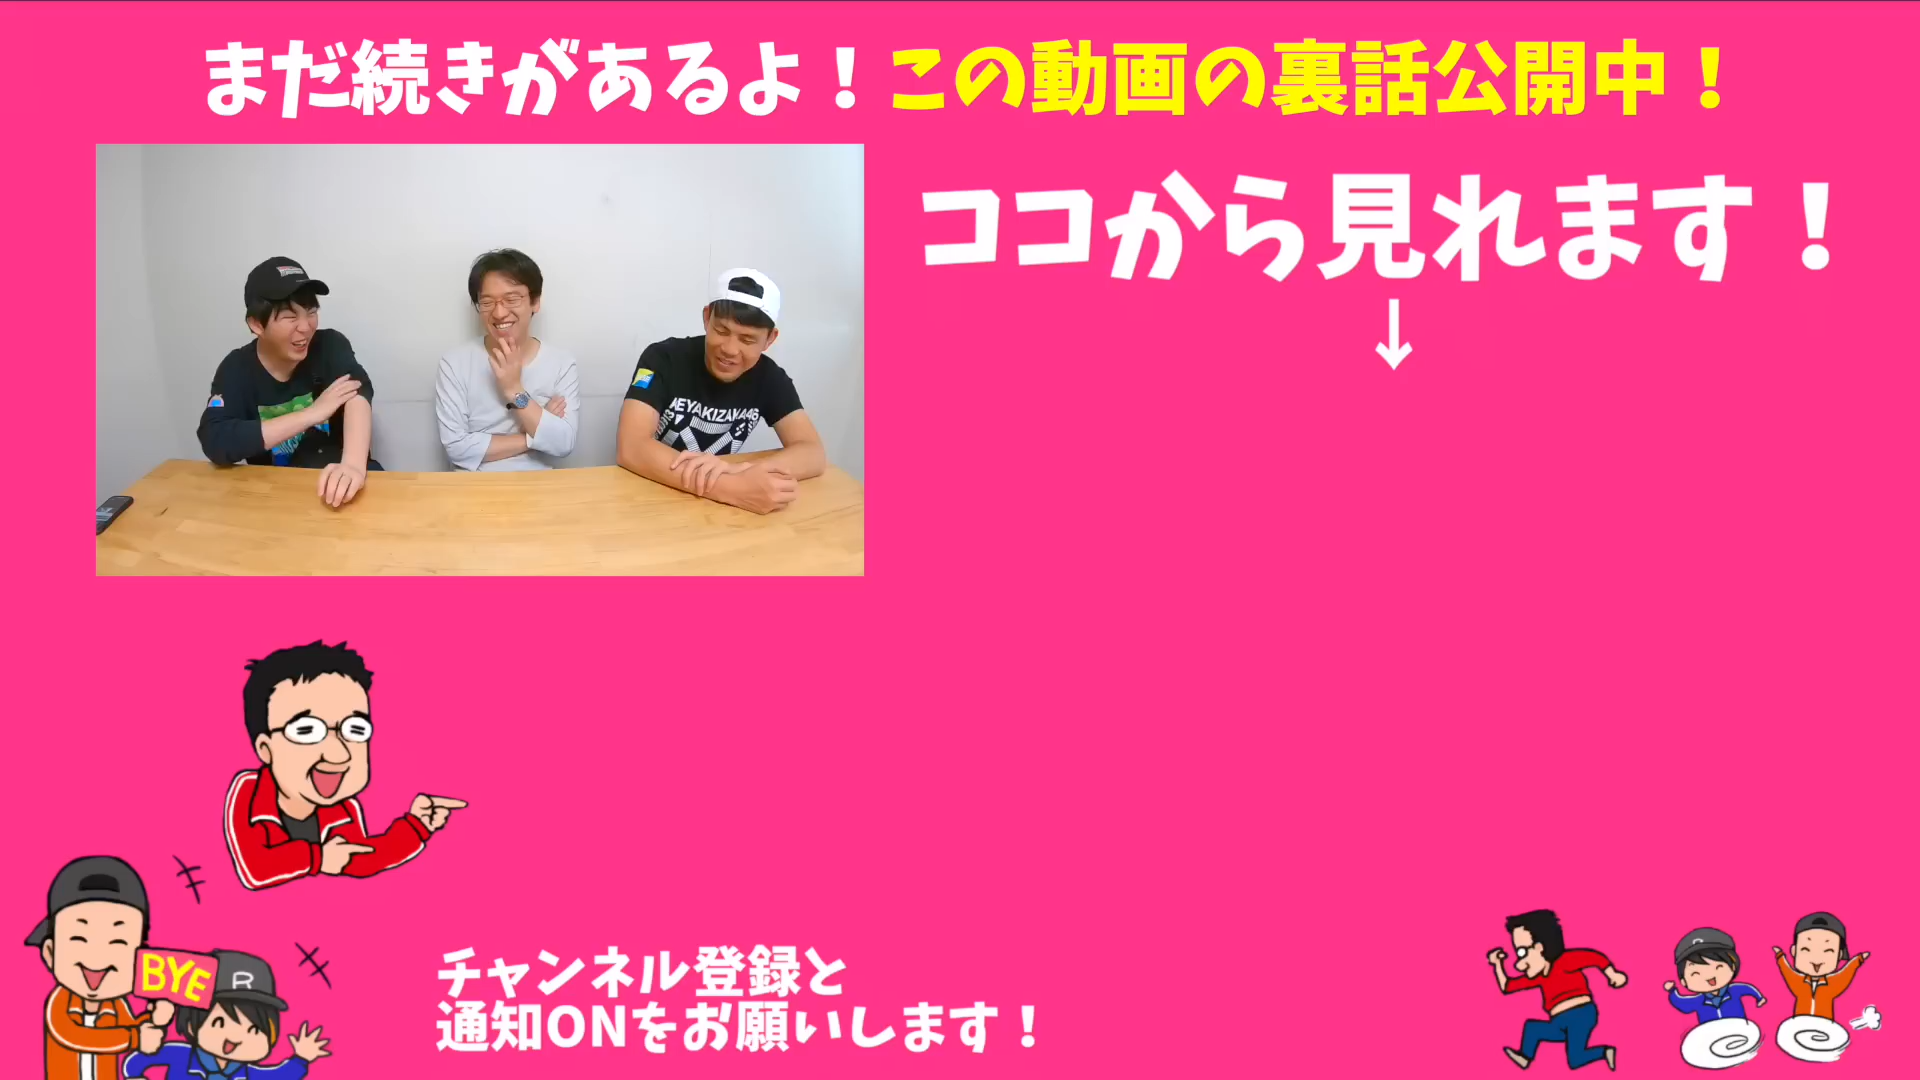 まだ続きがあるよ！この動画の裏話公開中！
ココから見れます！
↓
BYE
R
チャンネル登録と
通知ONをお願いします！